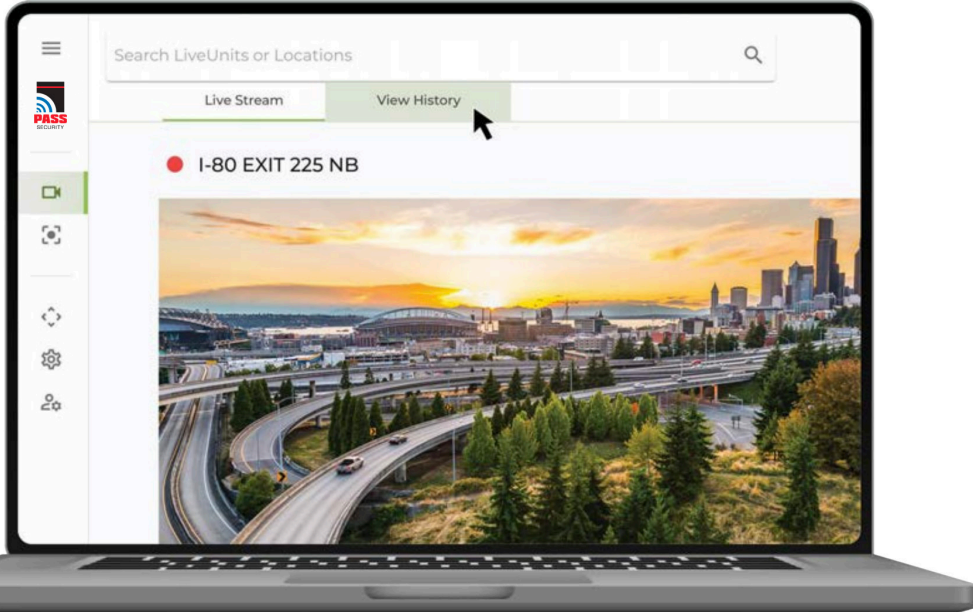 Search LiveUnits or Locations
PASS
SECURITY
Live Stream
View History
I-80 EXIT 225 NB